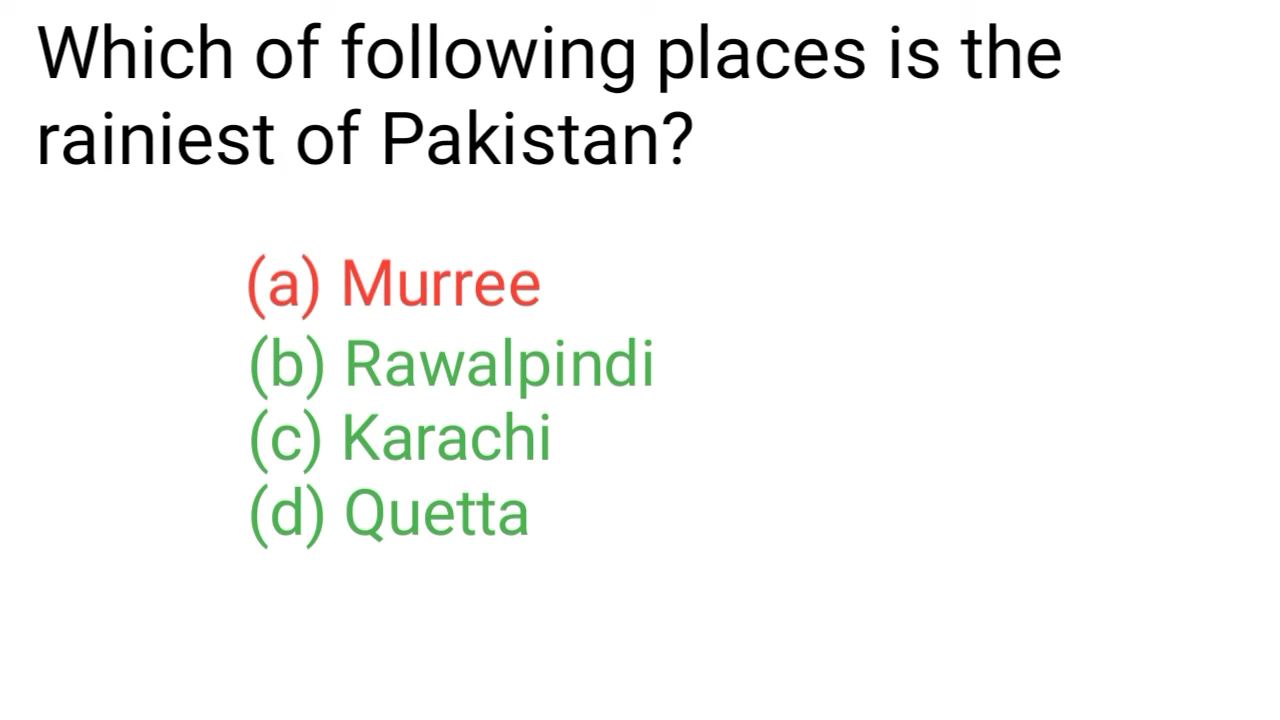 Which of following places is the
rainiest of Pakistan?
(a) Murree
(b) Rawalpindi
(c) Karachi
(d) Quetta